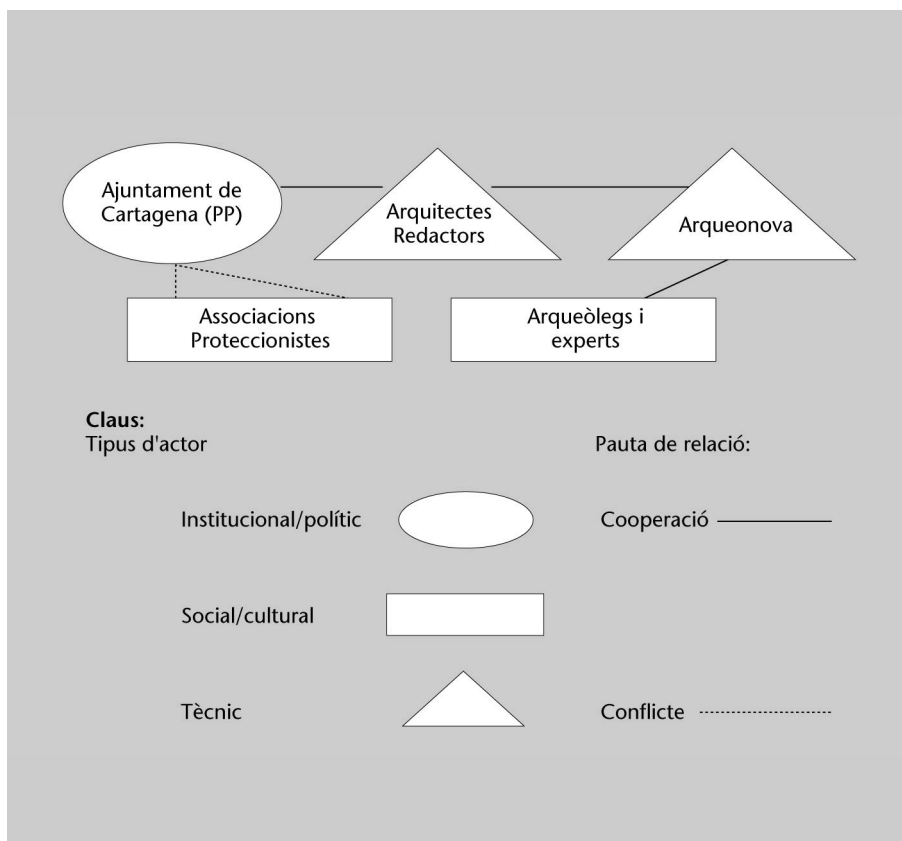 Ajuntament de
Cartagena (PP)
Arquitectes
Redactors
Arqueonova
Associacions
Proteccionistes
Arqueòlegs i
experts
Claus:
Tipus d'actor
Pauta de relació:
Institucional/polític
Cooperació
Social/cultural
Tècnic
Conflicte